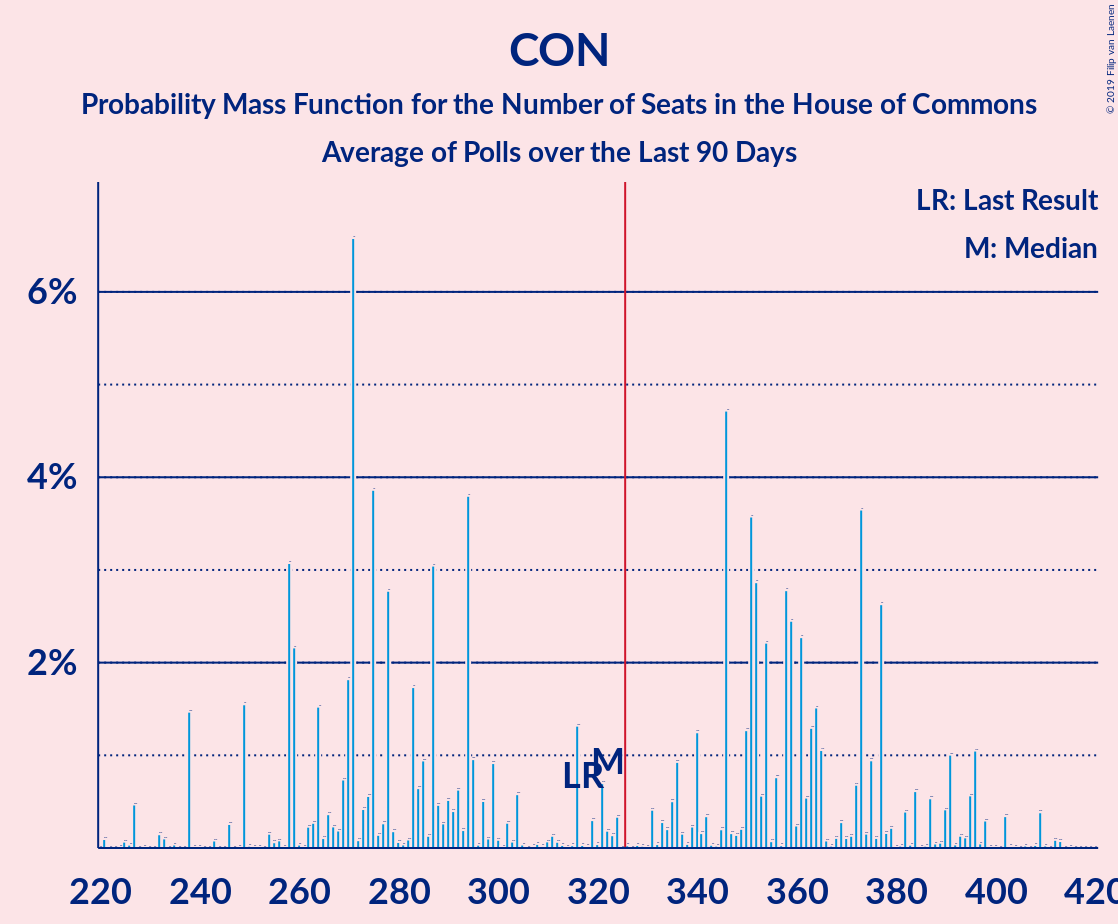 CON
Probability Mass Function for the Number of Seats in the House of Commons
Average of Polls over the Last 90 Days
© 2019 Filip van Laenen
LR: Last Result
M: Median
6%
4%
2%
LR
M
220 240 260 280 300 320 340 360 380 400 420